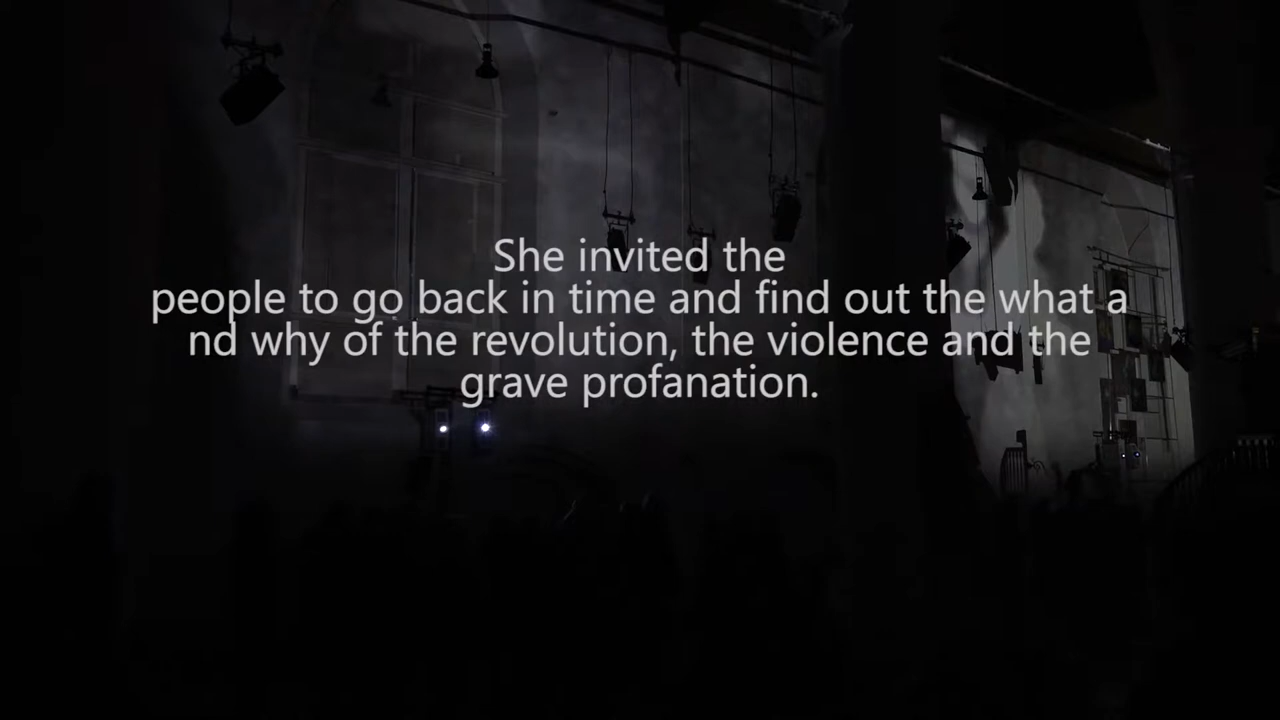 She invited the
people to go back in time and find out the what a
nd why of the revolution, the violence and the
grave profanation.